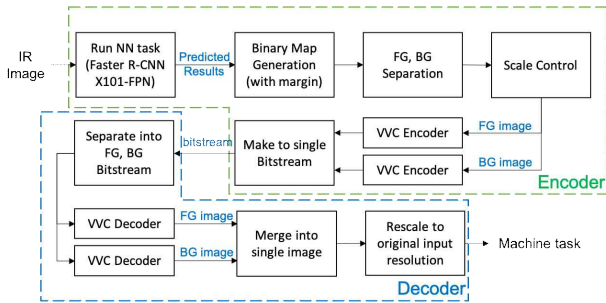 IR
Image
Run NN task
(Faster R-CNN
X101-FPN)
Predicted
Results
Binary Map
Generation
(with margin)
FG, BG
Separation
Scale Control
VVC Encoder
FG image
VVC Encoder
BG image
Make to single
Bitstream
bitstream
Separate into
FG, BG
Bitstream
Encoder
VVC Decoder
FG image
VVC Decoder
BG image
Merge into
single image
Rescale to
original input
resolution
Machine task
Decoder